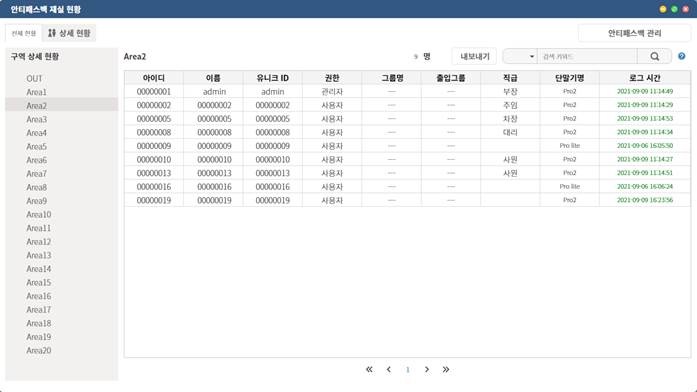 안티패스백 재실 현황
전체 현황 상세 현황 안티패스백 관리
구역 상세 현황 Area2 9 명 내보내기 검색 키워드
아이디 이름 유니크 ID 권한 그룹명 출입그룹 직급 단말기명 로그 시간
00000001 admin admin 관리자 --- --- 부장 Pro2 2021-09-09 11:14:49
00000002 00000002 00000002 사용자 --- --- 주임 Pro2 2021-09-09 11:14:29
00000005 00000005 00000005 사용자 --- --- 차장 Pro2 2021-09-09 11:14:53
00000008 00000008 00000008 사용자 --- --- 대리 Pro2 2021-09-09 11:14:34
00000009 00000009 00000009 사용자 --- --- Pro lite 2021-09-06 16:05:50
00000010 00000010 00000010 사용자 --- --- 사원 Pro2 2021-09-09 11:14:27
00000013 00000013 00000013 사용자 --- --- 사원 Pro2 2021-09-09 11:14:51
00000016 00000016 00000016 사용자 --- --- Pro lite 2021-09-06 16:06:24
00000019 00000019 00000019 사용자 --- --- Pro2 2021-09-09 16:23:56
OUT
Area1
Area2
Area3
Area4
Area5
Area6
Area7
Area8
Area9
Area10
Area11
Area12
Area13
Area14
Area15
Area16
Area17
Area18
Area19
Area20
1